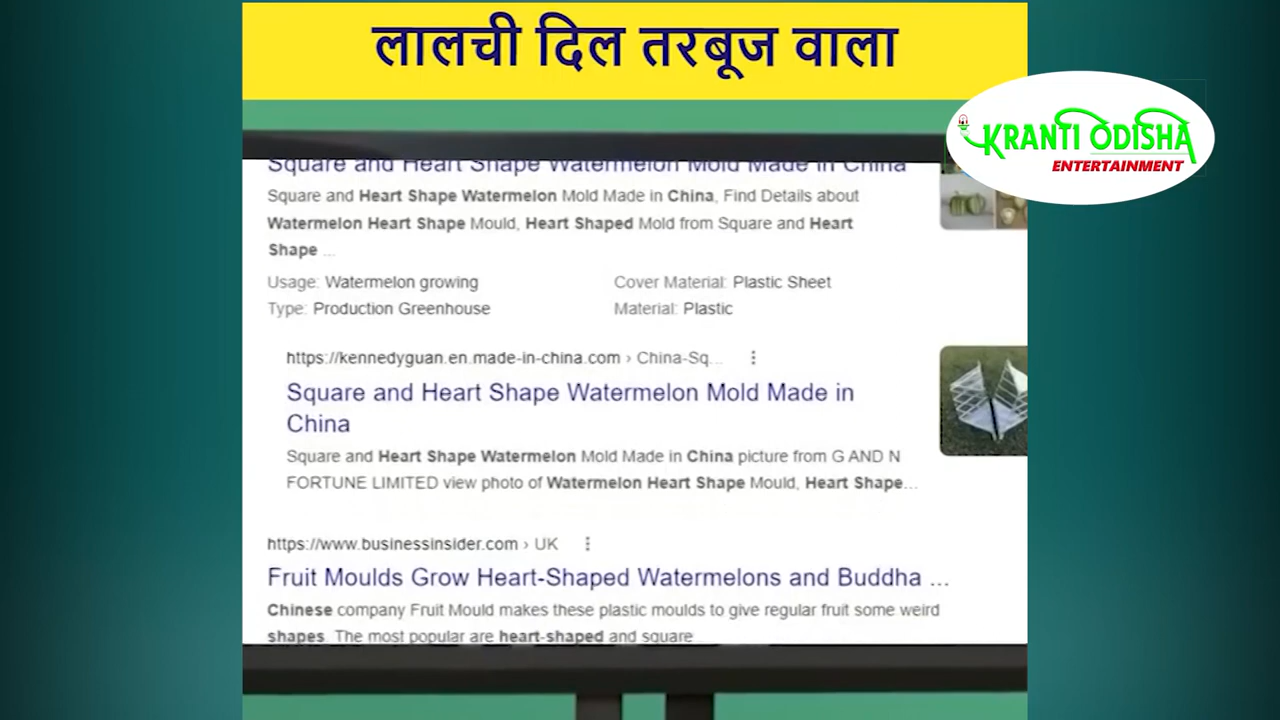 लालची दिल तरबूज वाला
KRANTI ODISHA
ENTERTAINMENT
Square and Heart Shape Watermelon Mold Made in China
Square and Heart Shape Watermelon Mold Made in China, Find Details about
Watermelon Heart Shape Mould, Heart Shaped Mold from Square and Heart
Shape ...
Usage: Watermelon growing Cover Material: Plastic Sheet
Type: Production Greenhouse Material: Plastic
https://kennedyguan.en.made-in-china.com › China-Sq...
Square and Heart Shape Watermelon Mold Made in
China
Square and Heart Shape Watermelon Mold Made in China picture from G AND N
FORTUNE LIMITED view photo of Watermelon Heart Shape Mould, Heart Shape...
https://www.businessinsider.com › UK
Fruit Moulds Grow Heart-Shaped Watermelons and Buddha ...
Chinese company Fruit Mould makes these plastic moulds to give regular fruit some weird
shapes. The most popular are heart-shaped and square